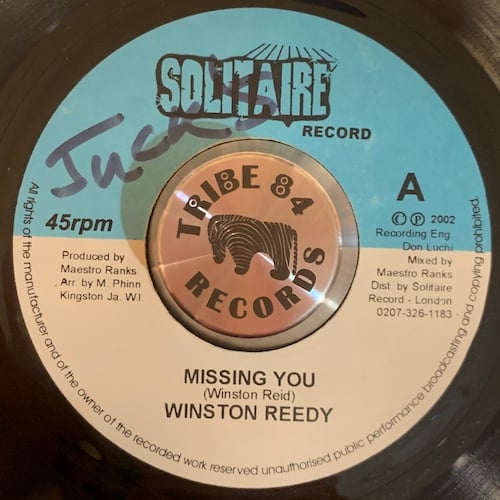 SOLITAIRE
RECORD
Juck's
TRIBE 84
RECORDS
A
45rpm
© ℗ 2002
Recording Eng.
Don Luchi
Mixed by
Maestro Ranks
Dist. by Solitaire
Record - London
0207-326-1183
Produced by
Maestro Ranks
Arr. by M. Phinn
Kingston Ja. W.I.
MISSING YOU
(Winston Reid)
WINSTON REEDY
All rights of the manufacturer and of the owner of the recorded work reserved unauthorised public performance broadcasting and copying prohibited.